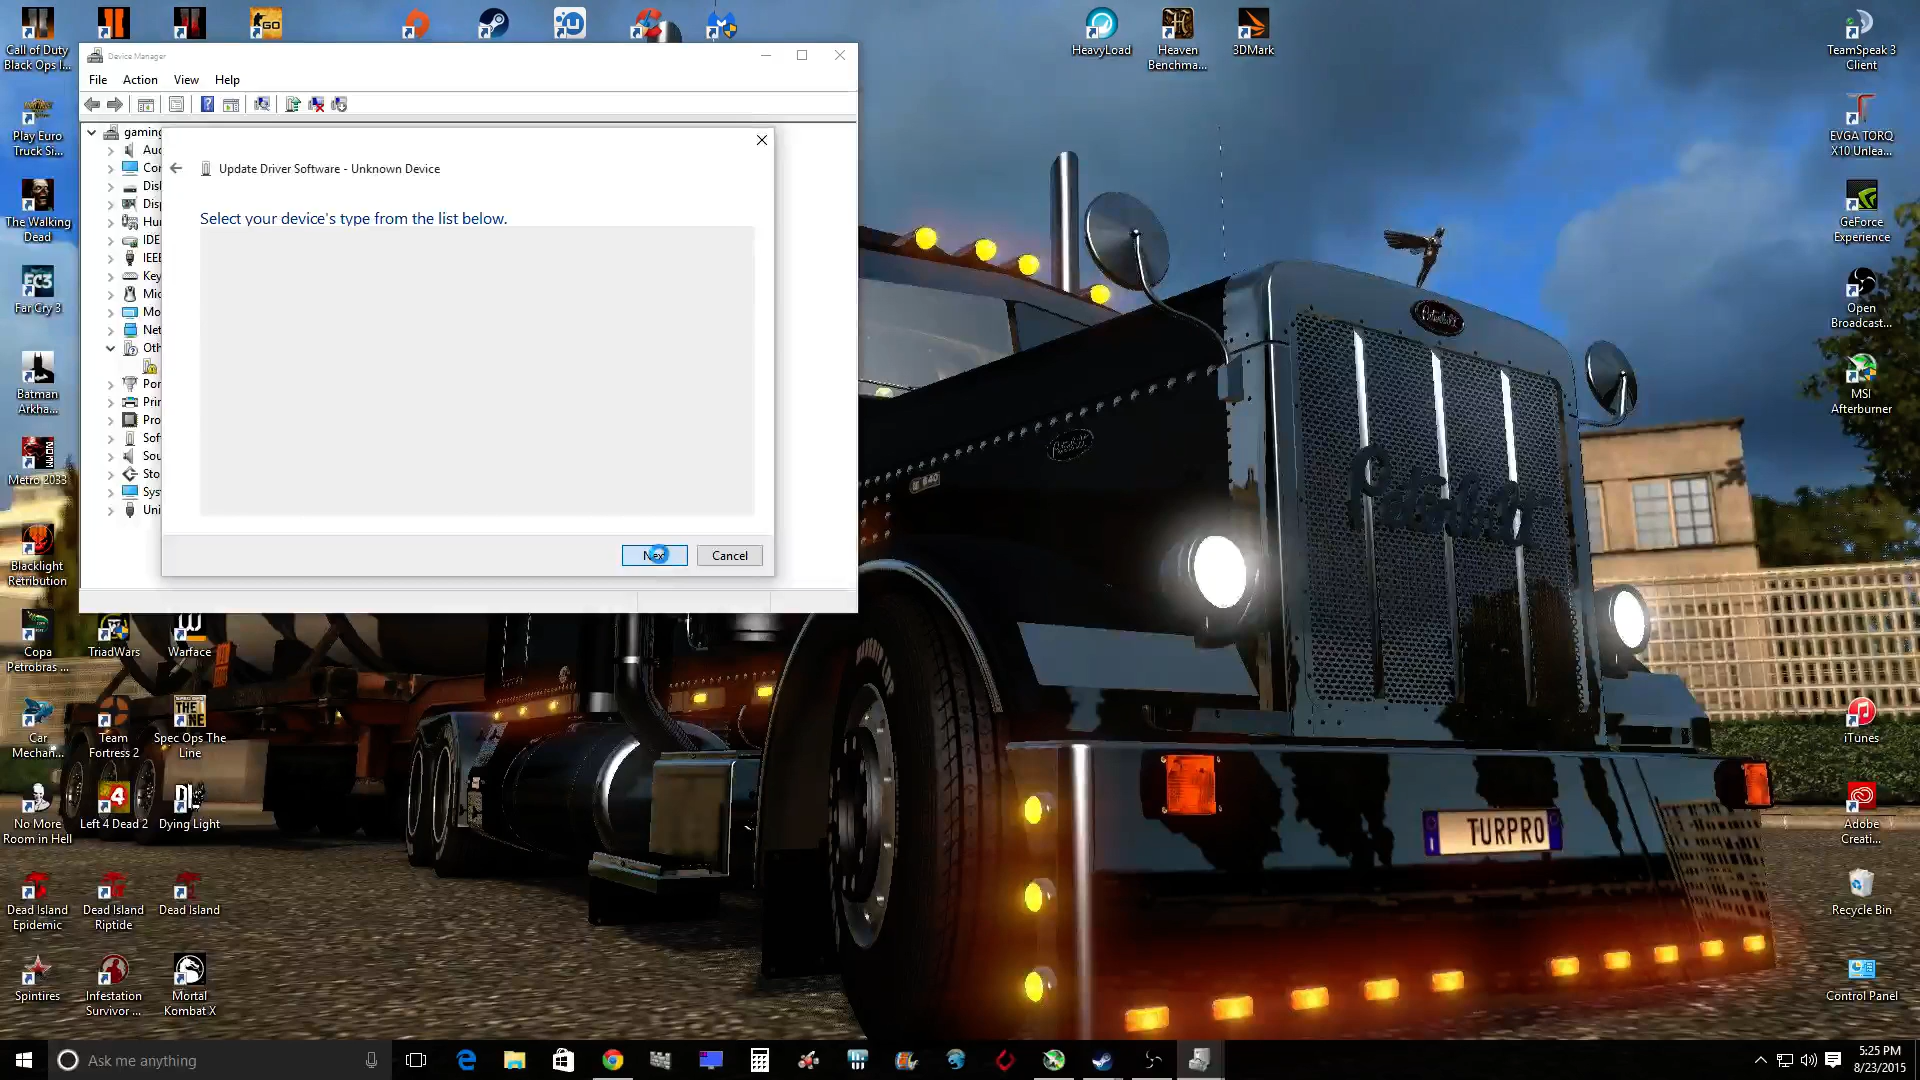 Call of Duty
Black Ops I...
GO
HeavyLoad
Heaven
Benchma...
3DMark
TeamSpeak 3
Client
Device Manager
File Action View Help
Play Euro
Truck Si...
EVGA TORQ
X10 Unlea...
gaming
Update Driver Software - Unknown Device
Select your device's type from the list below.
The Walking
Dead
GeForce
Experience
FC3
Far Cry 3
Open
Broadcast...
Batman
Arkha...
MSI
Afterburner
Metro 2033
Next
Cancel
Blacklight
Retribution
Peterbilt
Copa
Petrobras ...
TriadWars
Warface
Car
Mechan...
Team
Fortress 2
Spec Ops The
Line
iTunes
No More
Room in Hell
Left 4 Dead 2
Dying Light
TURPRO
Adobe
Creati...
Dead Island
Epidemic
Dead Island
Riptide
Dead Island
Recycle Bin
Spintires
Infestation
Survivor ...
Mortal
Kombat X
Control Panel
Ask me anything
5:25 PM
8/23/2015